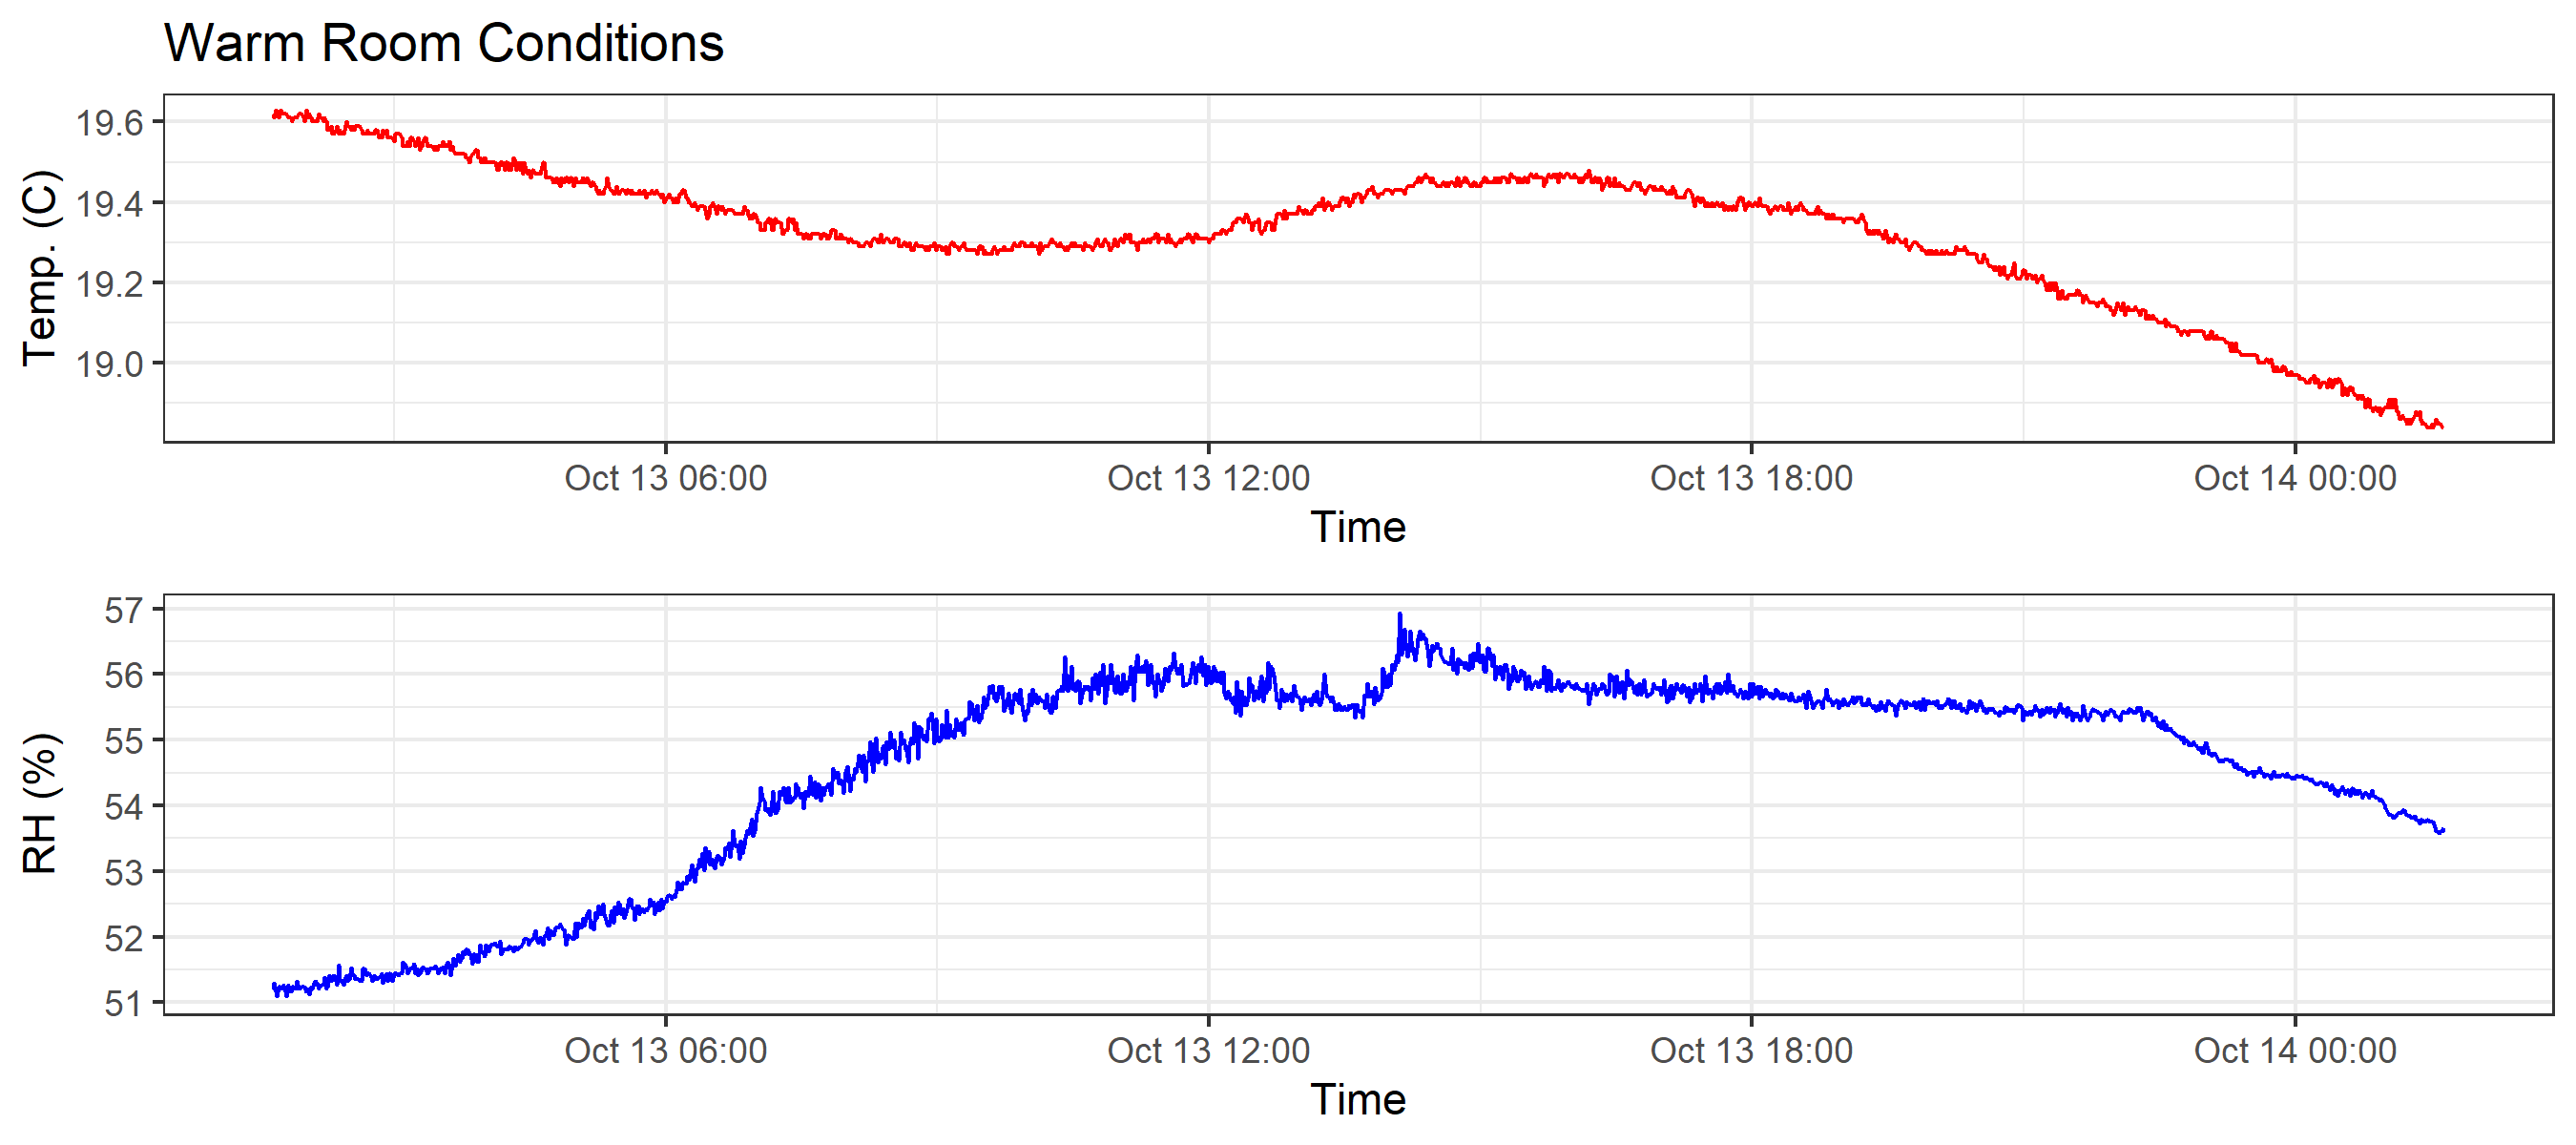 Warm Room Conditions
Temp. (C)
19.6
19.4
19.2
19.0
Oct 13 06:00 Oct 13 12:00 Oct 13 18:00 Oct 14 00:00
Time
RH (%)
57
56
55
54
53
52
51
Oct 13 06:00 Oct 13 12:00 Oct 13 18:00 Oct 14 00:00
Time